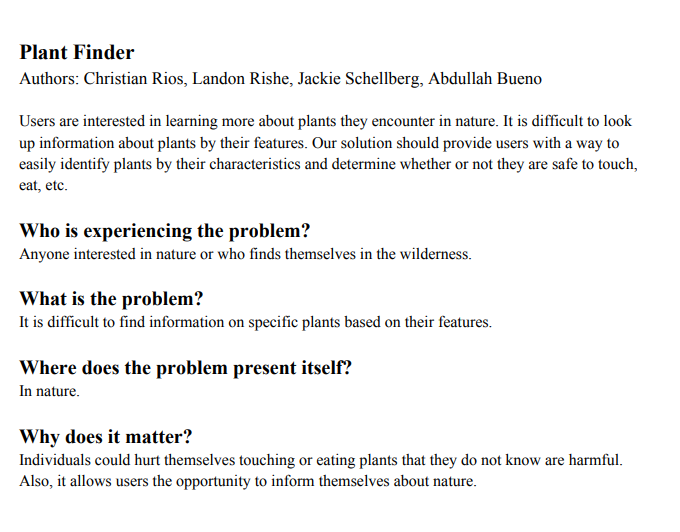 Plant Finder
Authors: Christian Rios, Landon Rishe, Jackie Schellberg, Abdullah Bueno
Users are interested in learning more about plants they encounter in nature. It is difficult to look
up information about plants by their features. Our solution should provide users with a way to
easily identify plants by their characteristics and determine whether or not they are safe to touch,
eat, etc.
Who is experiencing the problem?
Anyone interested in nature or who finds themselves in the wilderness.
What is the problem?
It is difficult to find information on specific plants based on their features.
Where does the problem present itself?
In nature.
Why does it matter?
Individuals could hurt themselves touching or eating plants that they do not know are harmful.
Also, it allows users the opportunity to inform themselves about nature.